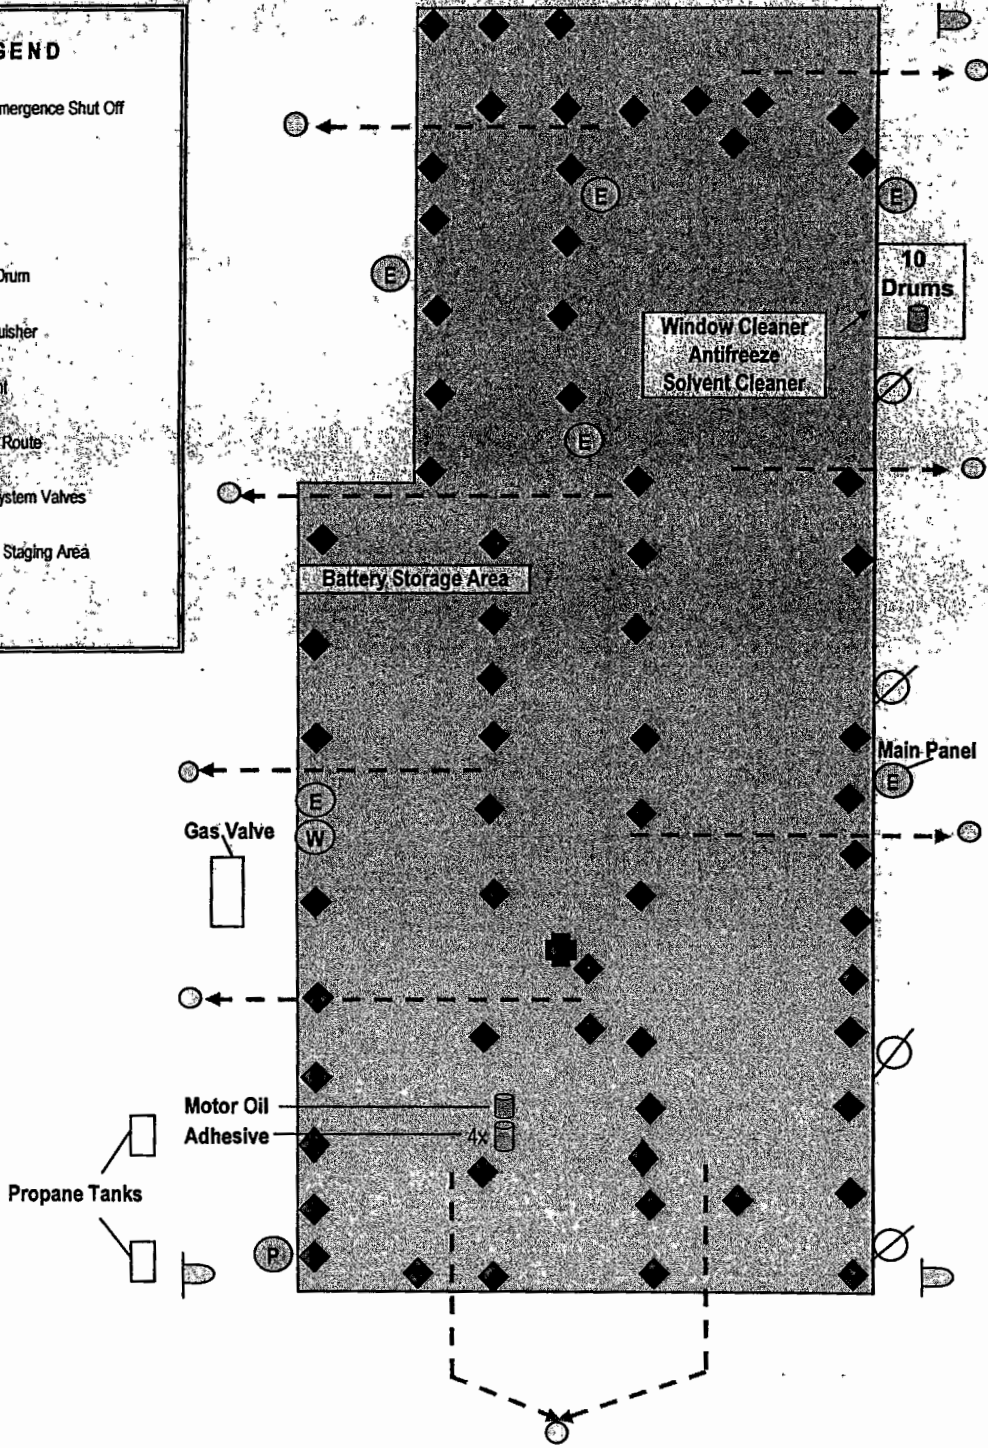 GEND
mergence Shut Off
Drum
uisher
Route
ystem Valves
Staging Area
E
E
E
10
Drums
Window Cleaner
Antifreeze
Solvent Cleaner
E
Battery Storage Area
Main Panel
E
E
Gas Valve
W
Motor Oil
Adhesive
4x
Propane Tanks
P